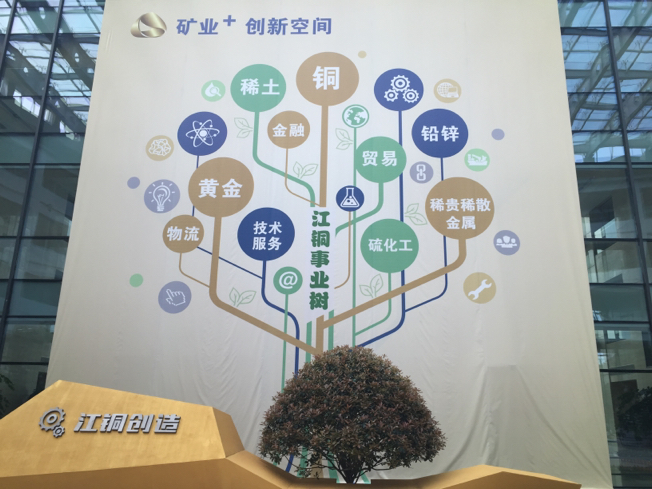 矿业+ 创新空间
铜
稀土
金融
铅锌
贸易
黄金
稀贵稀散
金属
物流
技术
服务
硫化工
@
江铜事业树
江铜创造